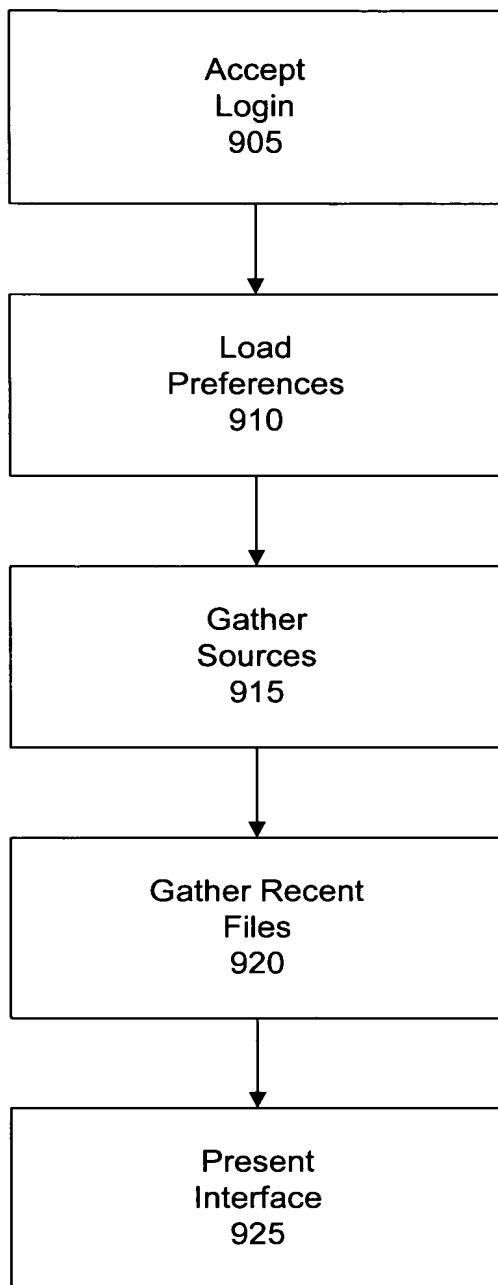 Accept
Login
905
Load
Preferences
910
Gather
Sources
915
Gather Recent
Files
920
Present
Interface
925